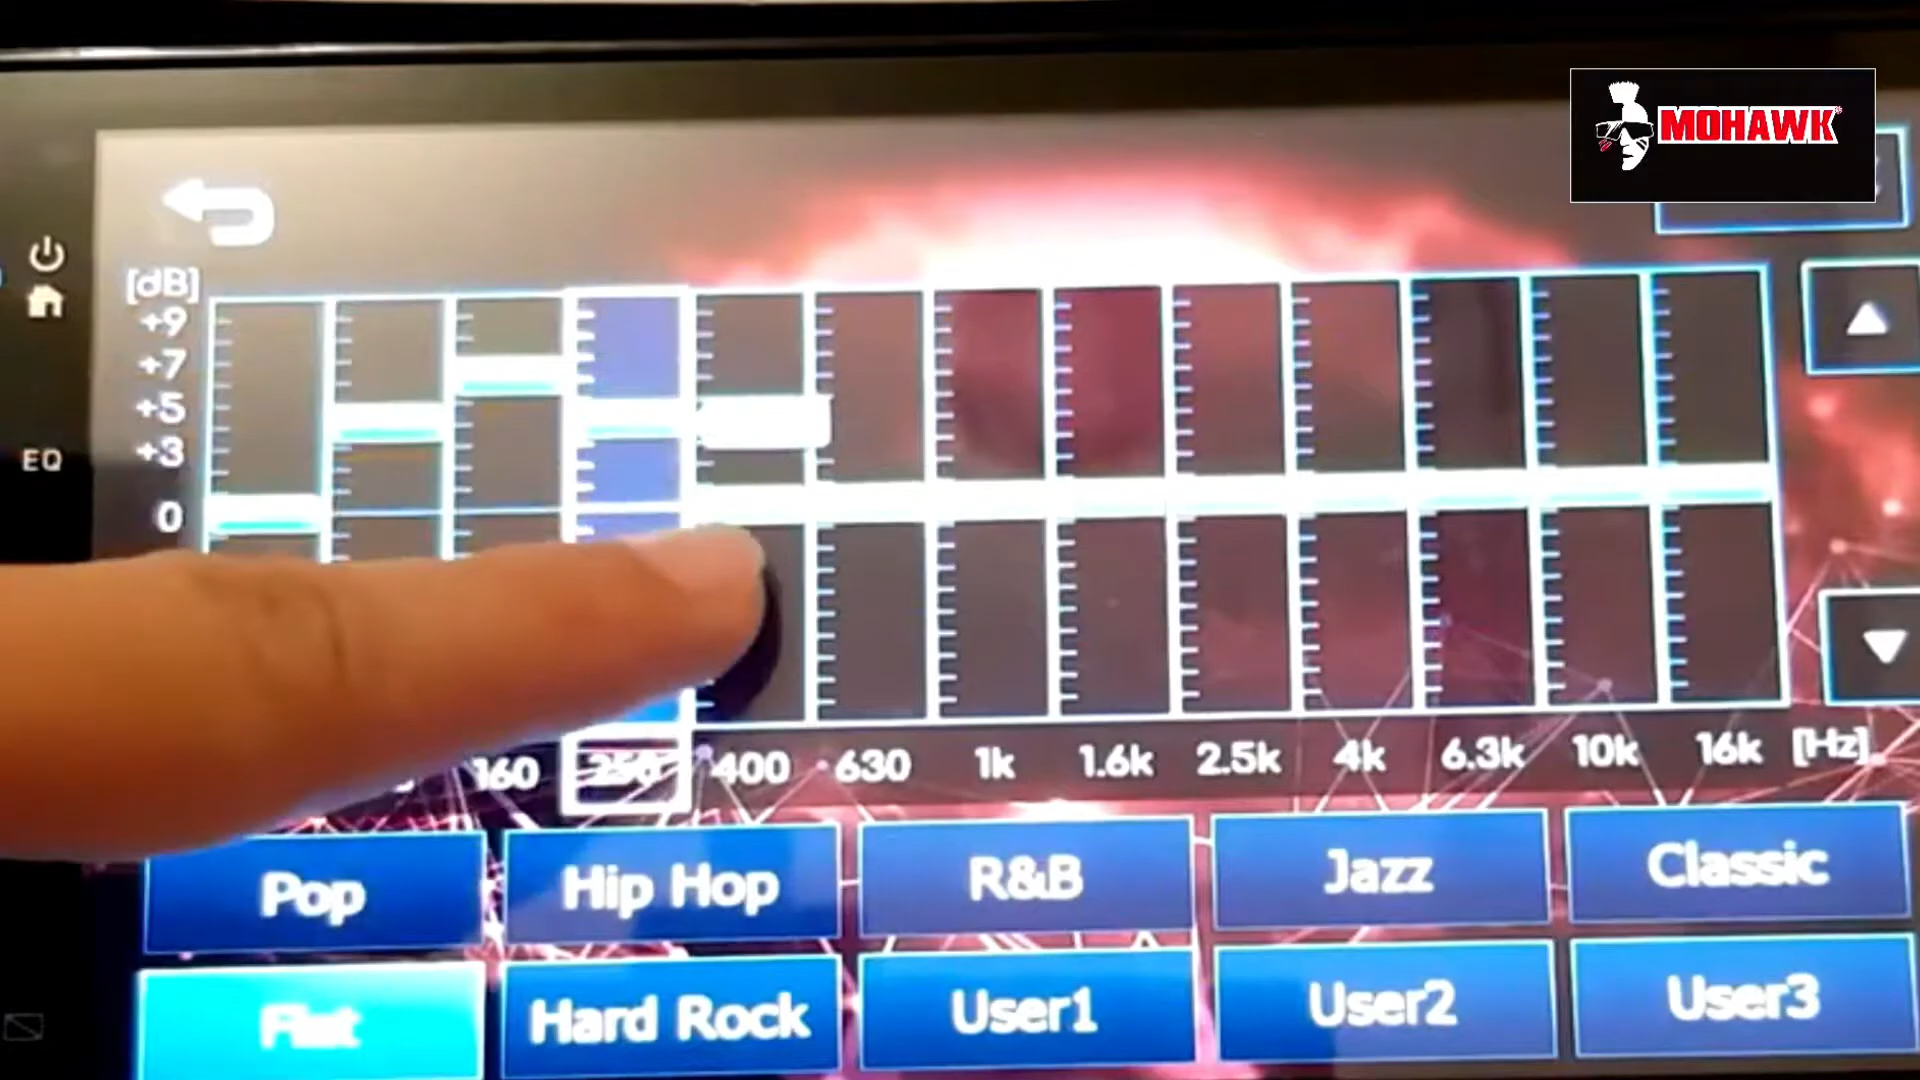 MOHAWK
[dB]
+9
+7
+5
+3
0
EQ
160 250 400 630 1k 1.6k 2.5k 4k 6.3k 10k 16k [Hz]
Pop Hip Hop R&B Jazz Classic
Flat Hard Rock User1 User2 User3